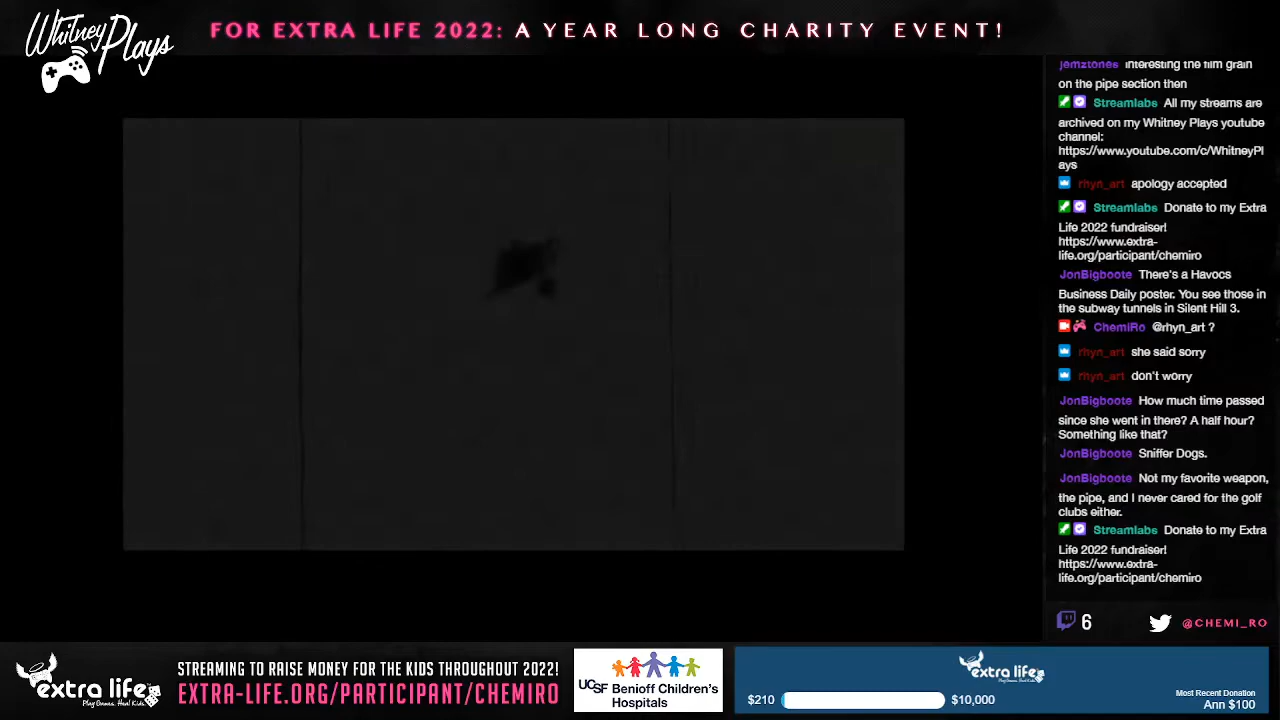 Whitney Plays
FOR EXTRA LIFE 2022: A YEAR LONG CHARITY EVENT!
jemztones interesting the film grain
on the pipe section then
Streamlabs All my streams are
archived on my Whitney Plays youtube
channel:
https://www.youtube.com/c/WhitneyPl
ays
rhyn_art apology accepted
Streamlabs Donate to my Extra
Life 2022 fundraiser!
https://www.extra-
life.org/participant/chemiro
JonBigboote There's a Havocs
Business Daily poster. You see those in
the subway tunnels in Silent Hill 3.
ChemiRo @rhyn_art ?
rhyn_art she said sorry
rhyn_art don't worry
JonBigboote How much time passed
since she went in there? A half hour?
Something like that?
JonBigboote Sniffer Dogs.
JonBigboote Not my favorite weapon,
the pipe, and I never cared for the golf
clubs either.
Streamlabs Donate to my Extra
Life 2022 fundraiser!
https://www.extra-
life.org/participant/chemiro
6
@CHEMI_RO
extra life
Play Games. Heal Kids.
STREAMING TO RAISE MONEY FOR THE KIDS THROUGHOUT 2022!
EXTRA-LIFE.ORG/PARTICIPANT/CHEMIRO
UCSF Benioff Children's
Hospitals
extra life
$210
$10,000
Most Recent Donation
Ann $100